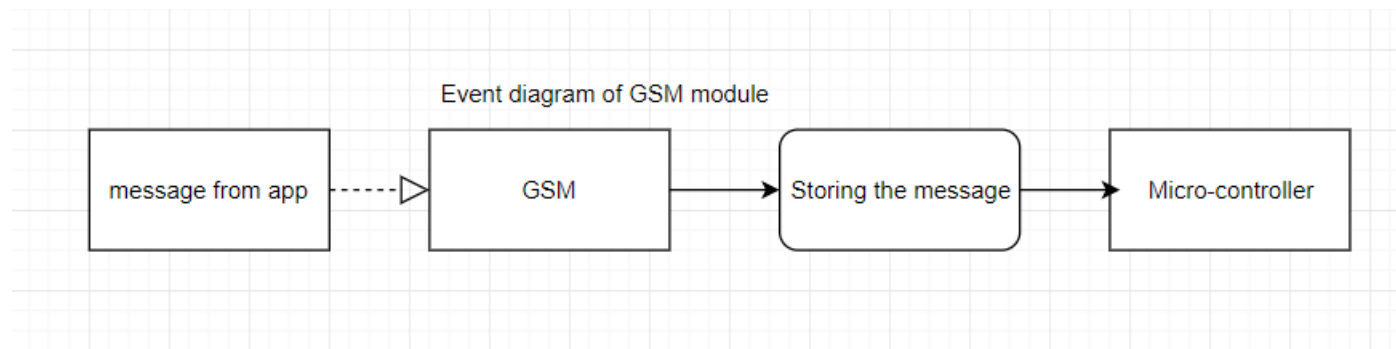 Event diagram of GSM module
message from app
GSM
Storing the message
Micro-controller